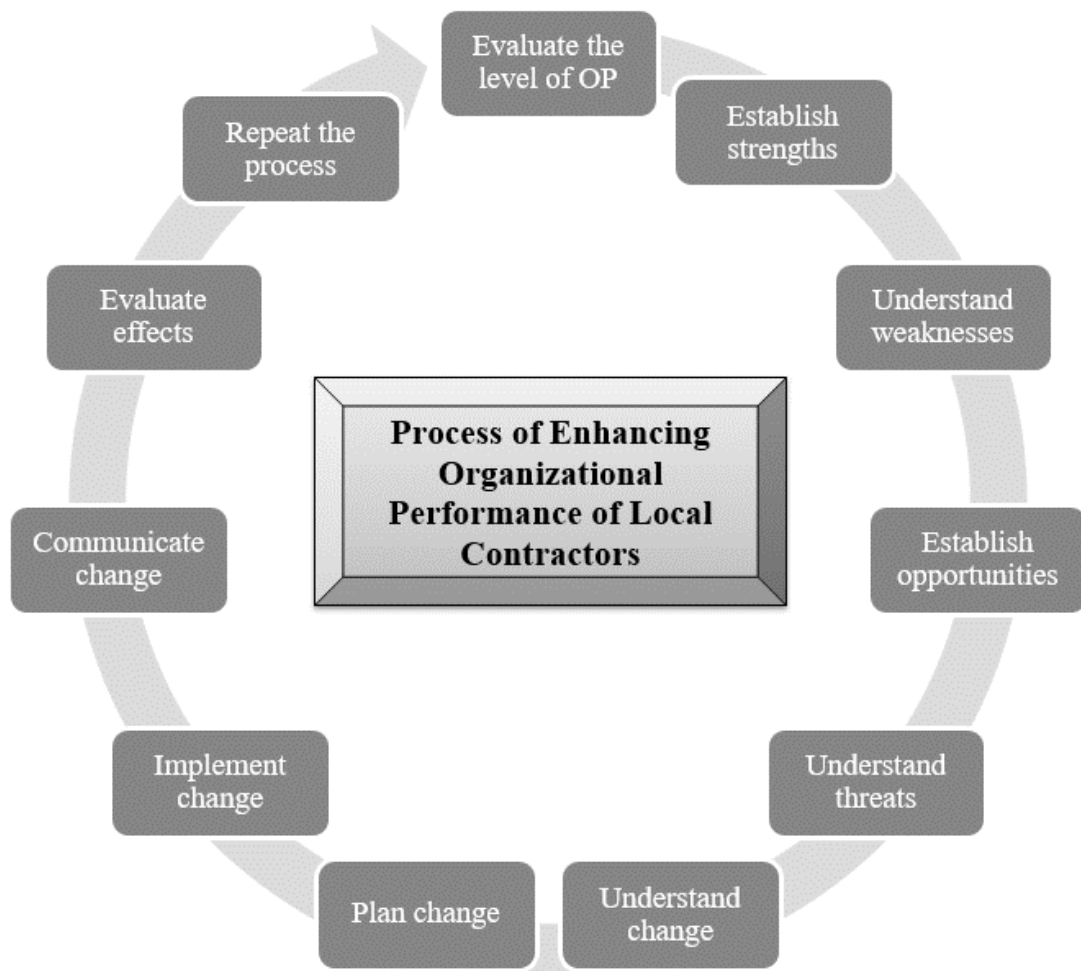 Evaluate the
level of OP
Establish
strengths
Understand
weaknesses
Establish
opportunities
Understand
threats
Understand
change
Plan change
Implement
change
Communicate
change
Evaluate
effects
Repeat the
process
Process of Enhancing
Organizational
Performance of Local
Contractors